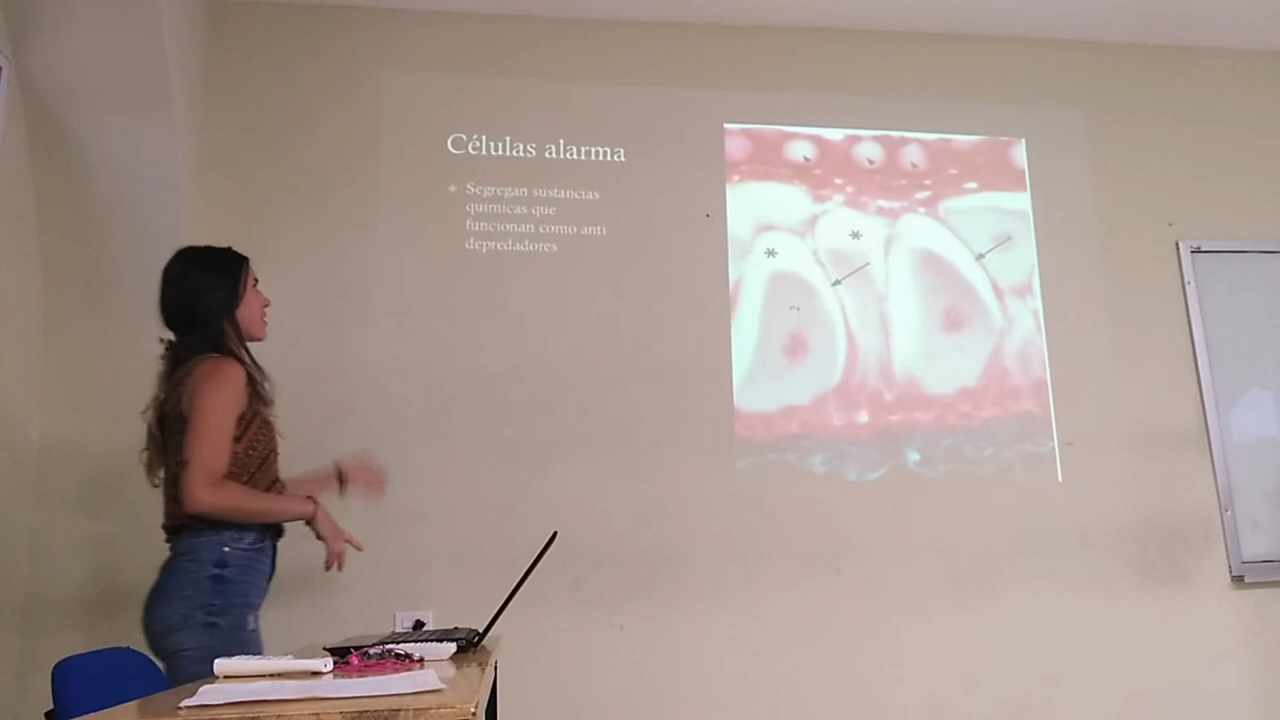 Células alarma
Segregan sustancias
químicas que
funcionan como anti
depredadores